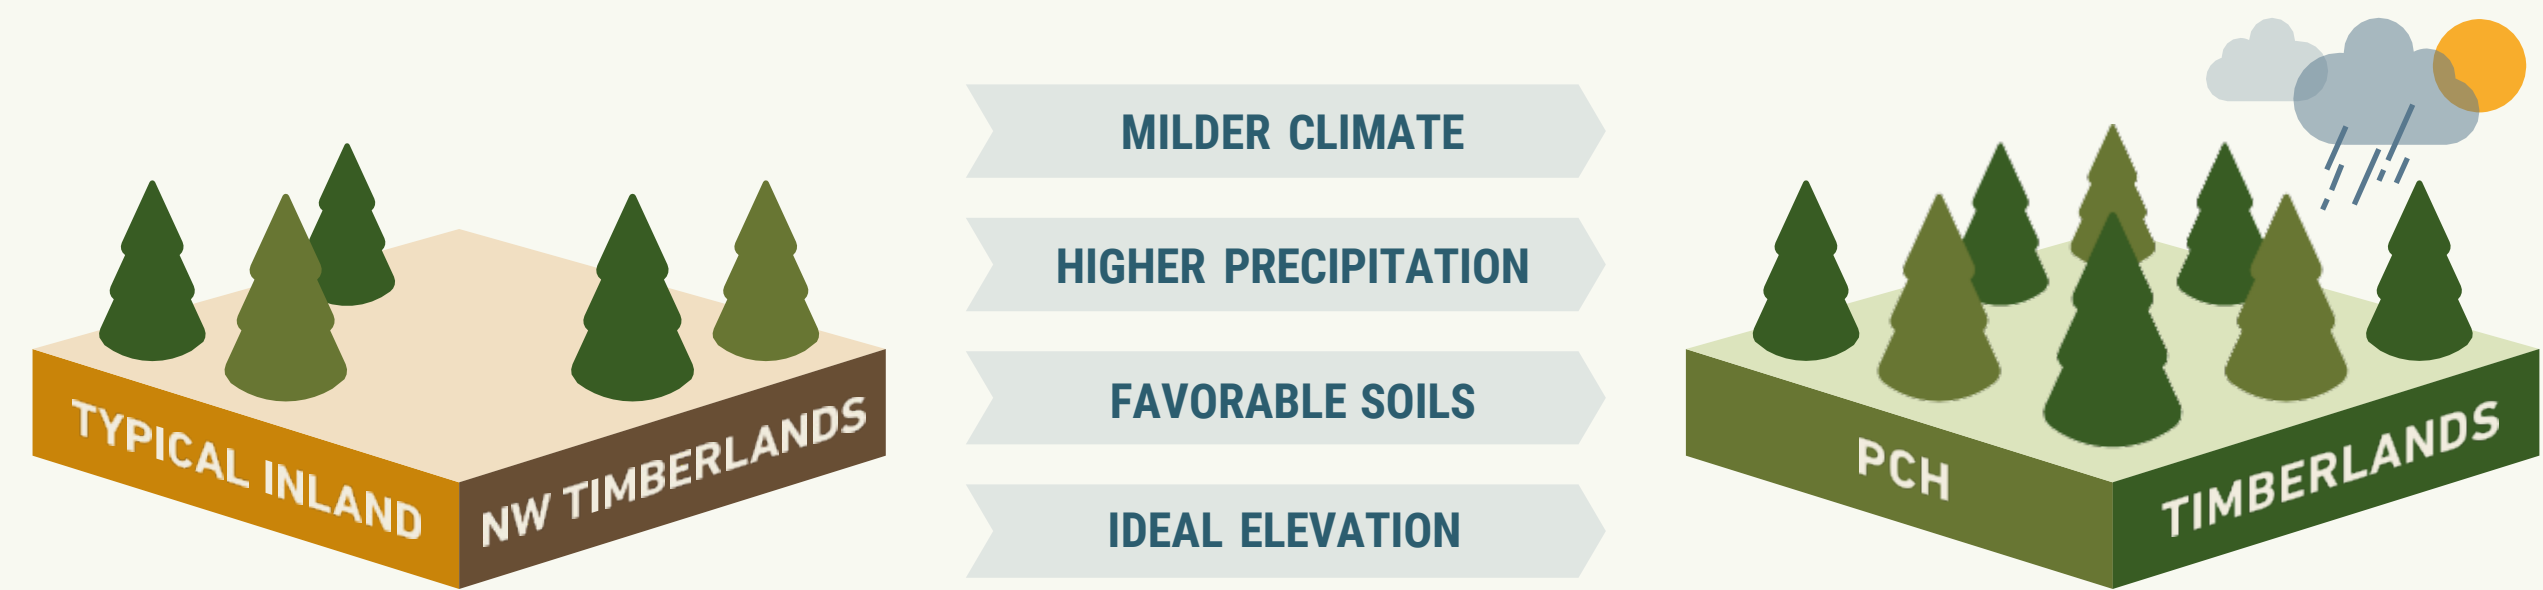 TYPICAL INLAND
NW TIMBERLANDS
MILDER CLIMATE
HIGHER PRECIPITATION
FAVORABLE SOILS
IDEAL ELEVATION
PCH
TIMBERLANDS